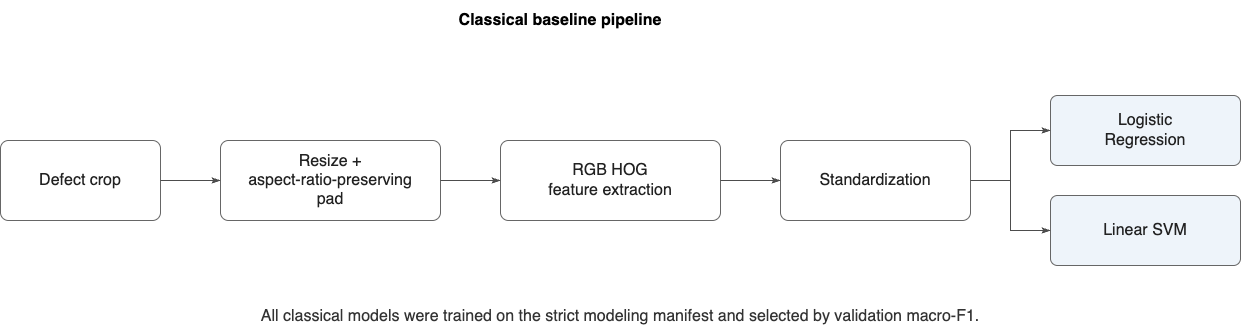 Classical baseline pipeline
Defect crop
Resize +
aspect-ratio-preserving
pad
RGB HOG
feature extraction
Standardization
Logistic
Regression
Linear SVM
All classical models were trained on the strict modeling manifest and selected by validation macro-F1.